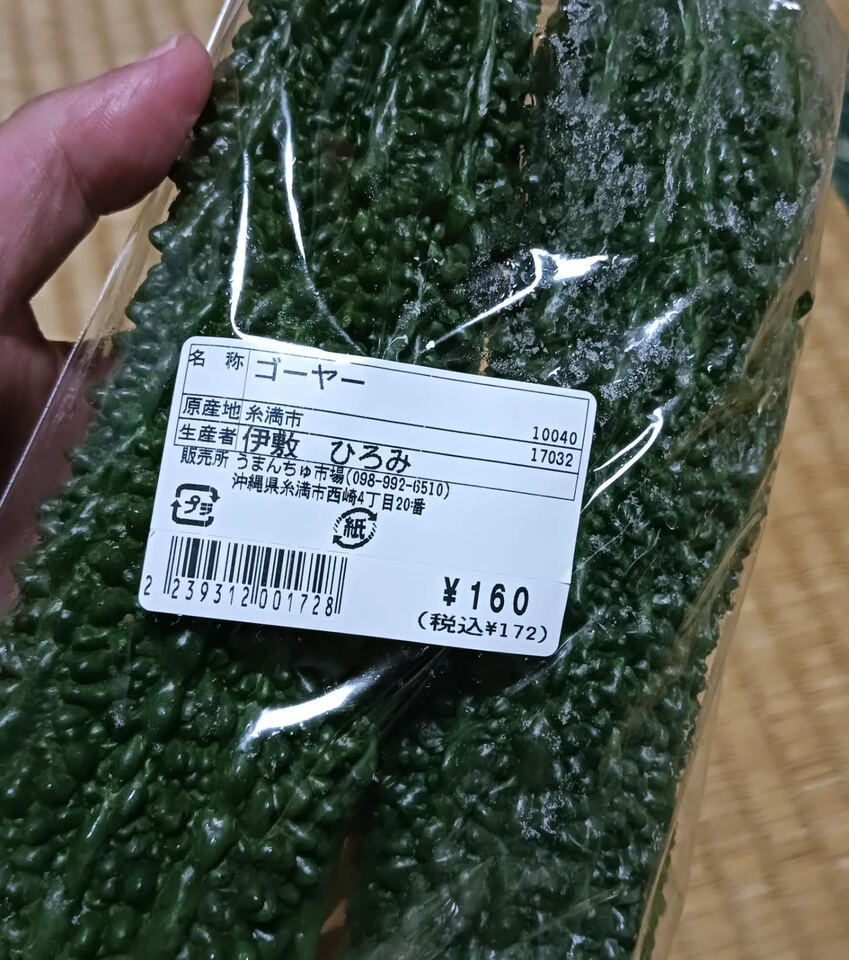 名 称 ゴーヤー
原産地 糸満市 10040
生産者 伊敷 ひろみ 17032
販売所 うまんちゅ市場(098-992-6510)
沖縄県糸満市西崎4丁目20番
プラ
紙
2 239312 001728
¥160
(税込¥172)